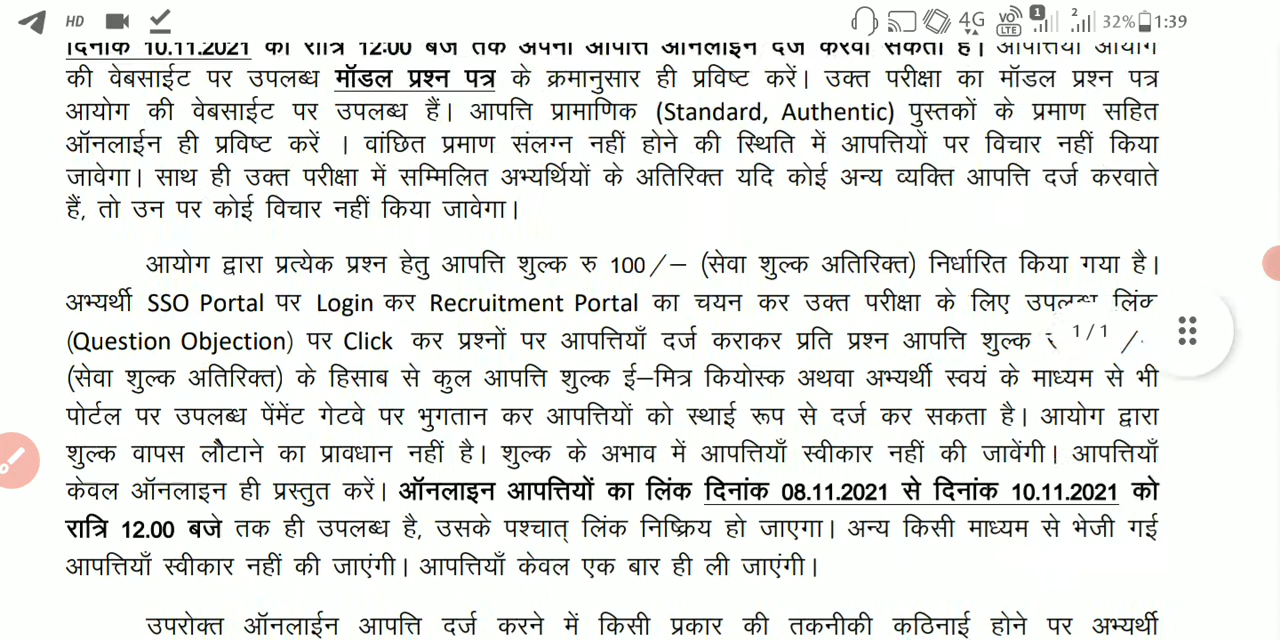 HD 4G VO LTE 1 2 32% 1:39
दिनांक 10.11.2021 को रात्रि 12:00 बजे तक अपनी आपत्ति ऑनलाइन दर्ज करवा सकता है। आपत्तियां आयोग
की वेबसाईट पर उपलब्ध मॉडल प्रश्न पत्र के क्रमानुसार ही प्रविष्ट करें। उक्त परीक्षा का मॉडल प्रश्न पत्र
आयोग की वेबसाईट पर उपलब्ध हैं। आपत्ति प्रामाणिक (Standard, Authentic) पुस्तकों के प्रमाण सहित
ऑनलाईन ही प्रविष्ट करें । वांछित प्रमाण संलग्न नहीं होने की स्थिति में आपत्तियों पर विचार नहीं किया
जावेगा। साथ ही उक्त परीक्षा में सम्मिलित अभ्यर्थियों के अतिरिक्त यदि कोई अन्य व्यक्ति आपत्ति दर्ज करवाते
हैं, तो उन पर कोई विचार नहीं किया जावेगा।
आयोग द्वारा प्रत्येक प्रश्न हेतु आपत्ति शुल्क रु 100/– (सेवा शुल्क अतिरिक्त) निर्धारित किया गया है।
अभ्यर्थी SSO Portal पर Login कर Recruitment Portal का चयन कर उक्त परीक्षा के लिए उपलब्ध लिंक
(Question Objection) पर Click कर प्रश्नों पर आपत्तियाँ दर्ज कराकर प्रति प्रश्न आपत्ति शुल्क 1/1 /-
(सेवा शुल्क अतिरिक्त) के हिसाब से कुल आपत्ति शुल्क ई–मित्र कियोस्क अथवा अभ्यर्थी स्वयं के माध्यम से भी
पोर्टल पर उपलब्ध पेंमेंट गेटवे पर भुगतान कर आपत्तियों को स्थाई रूप से दर्ज कर सकता है। आयोग द्वारा
शुल्क वापस लौटाने का प्रावधान नहीं है। शुल्क के अभाव में आपत्तियाँ स्वीकार नहीं की जावेंगी। आपत्तियाँ
केवल ऑनलाइन ही प्रस्तुत करें। ऑनलाइन आपत्तियों का लिंक दिनांक 08.11.2021 से दिनांक 10.11.2021 को
रात्रि 12.00 बजे तक ही उपलब्ध है, उसके पश्चात् लिंक निष्क्रिय हो जाएगा। अन्य किसी माध्यम से भेजी गई
आपत्तियाँ स्वीकार नहीं की जाएंगी। आपत्तियाँ केवल एक बार ही ली जाएंगी।
उपरोक्त ऑनलाईन आपत्ति दर्ज करने में किसी प्रकार की तकनीकी कठिनाई होने पर अभ्यर्थी